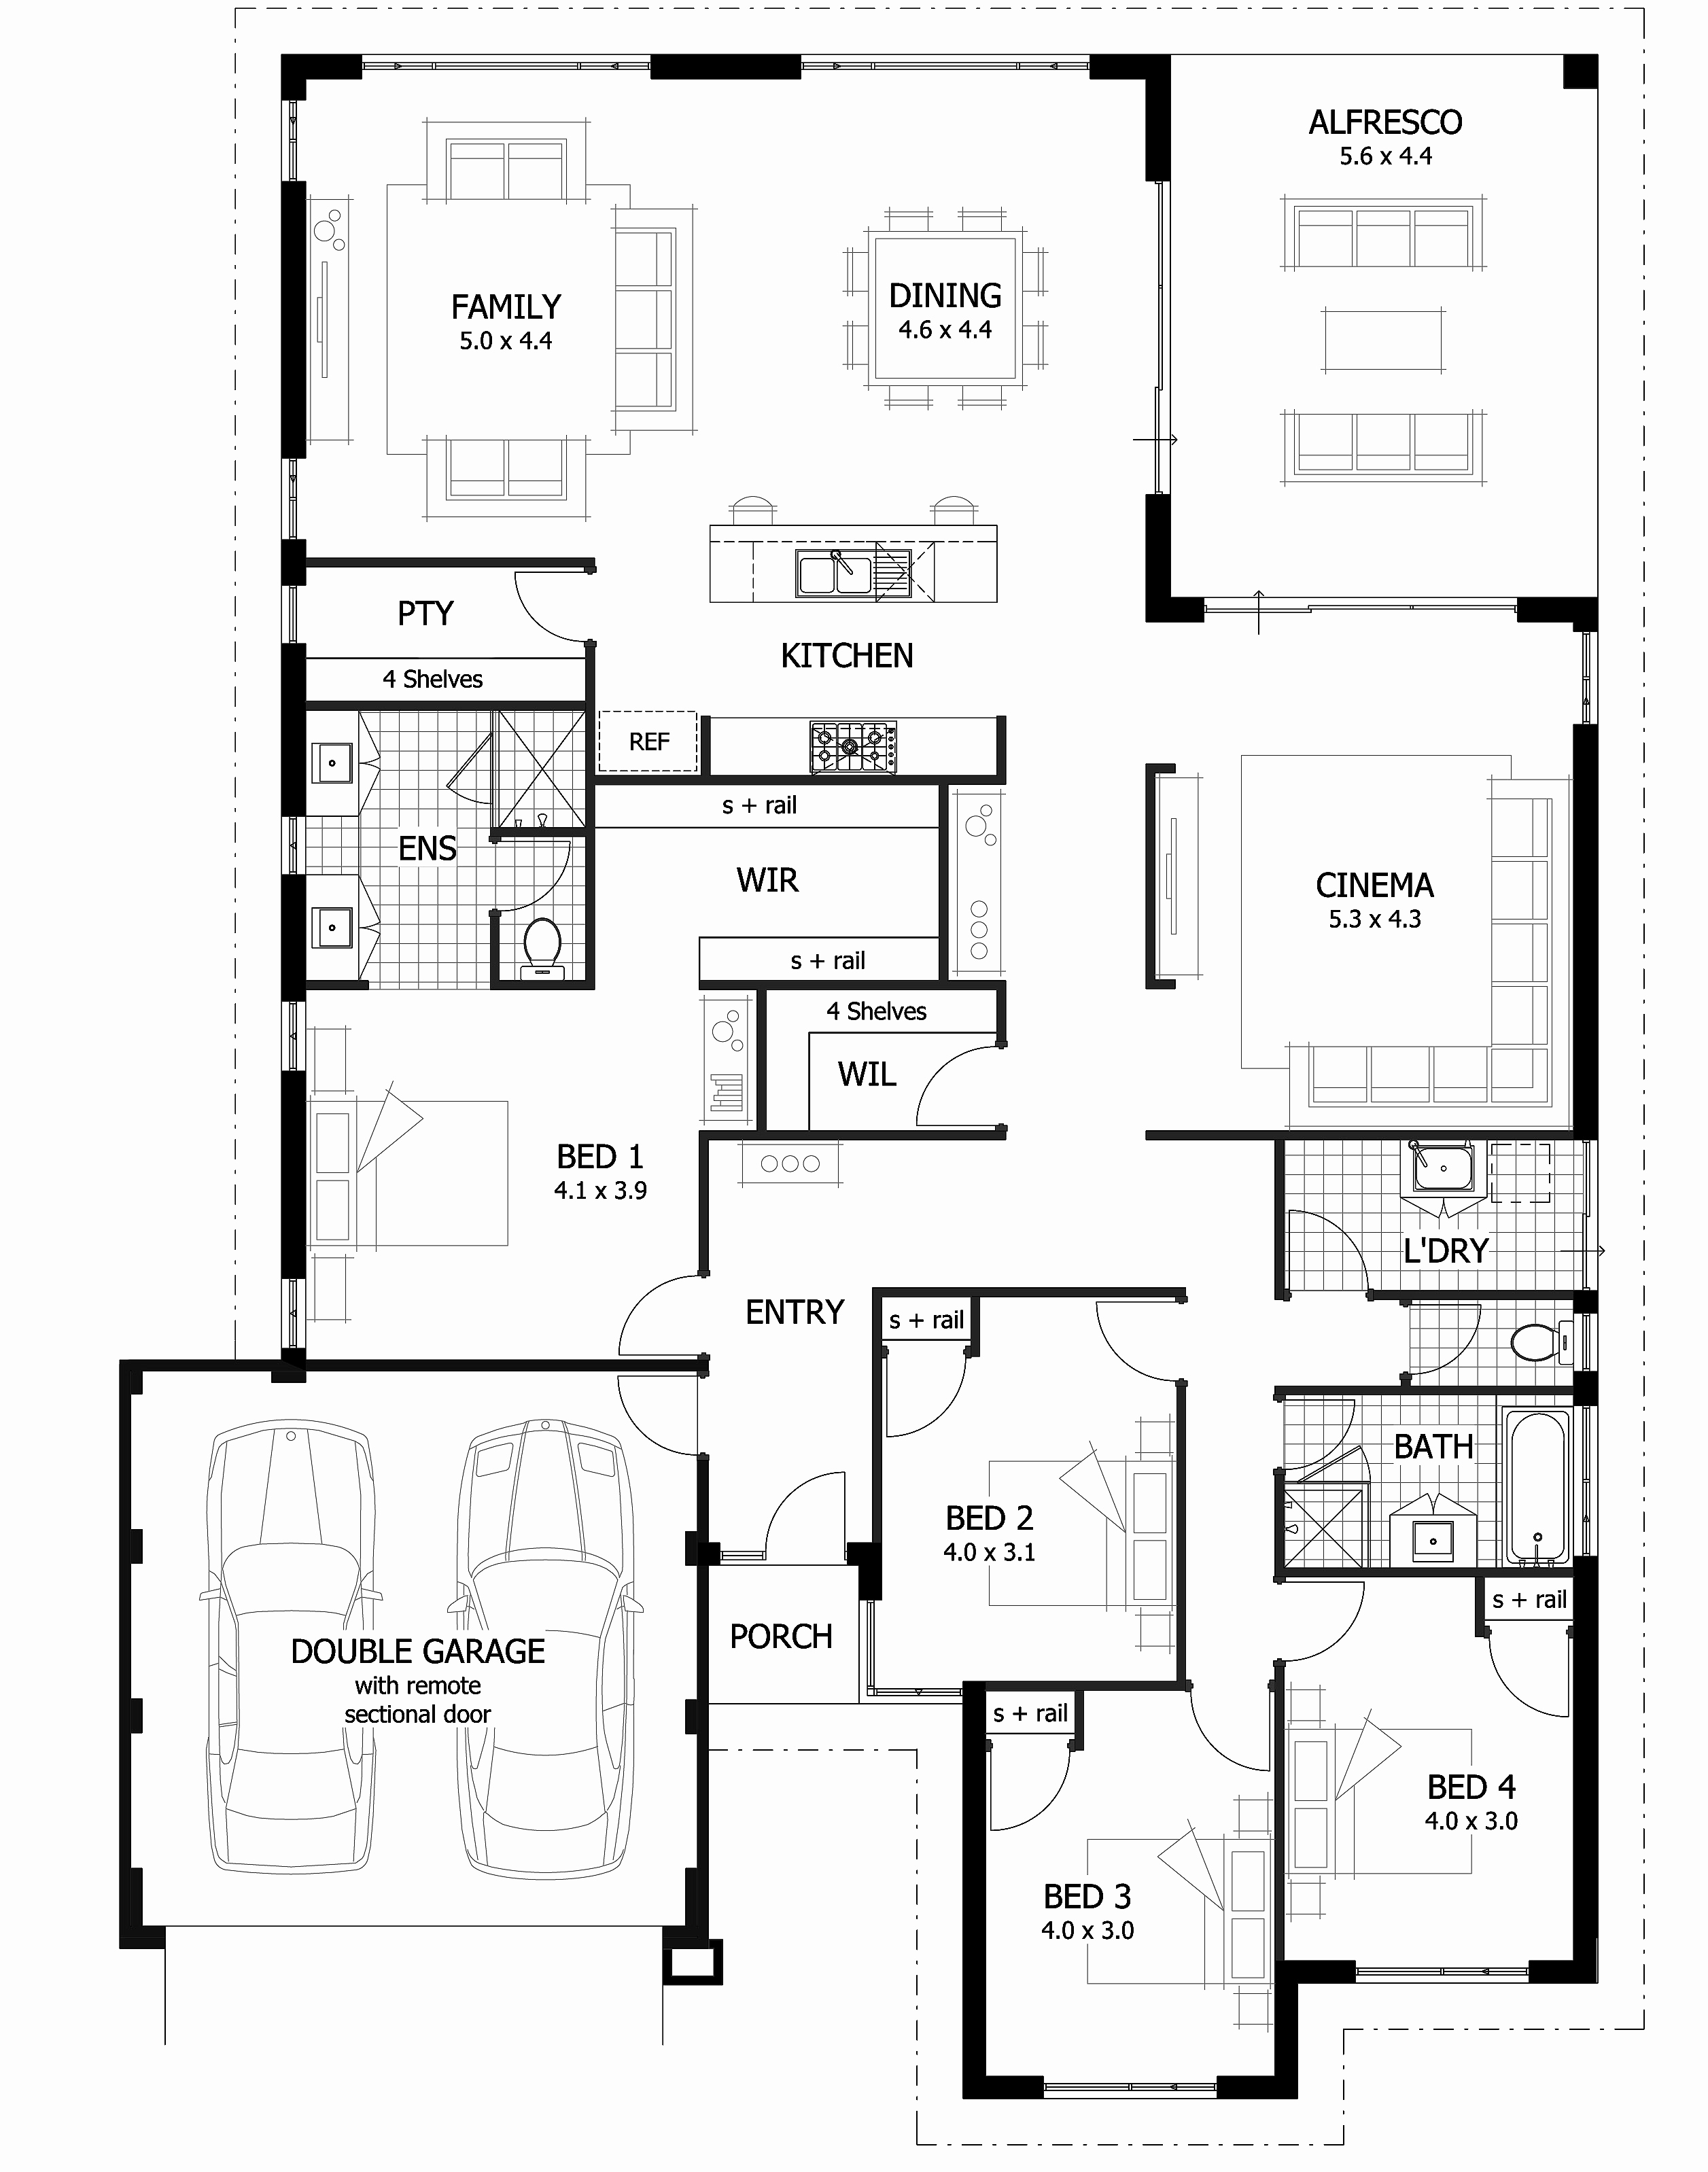 ALFRESCO
5.6 x 4.4
FAMILY
5.0 x 4.4
DINING
4.6 x 4.4
PTY
4 Shelves
KITCHEN
REF
s + rail
ENS
WIR
s + rail
CINEMA
5.3 x 4.3
4 Shelves
WIL
BED 1
4.1 x 3.9
L'DRY
ENTRY
s + rail
BATH
BED 2
4.0 x 3.1
s + rail
PORCH
DOUBLE GARAGE
with remote
sectional door
s + rail
BED 4
4.0 x 3.0
BED 3
4.0 x 3.0